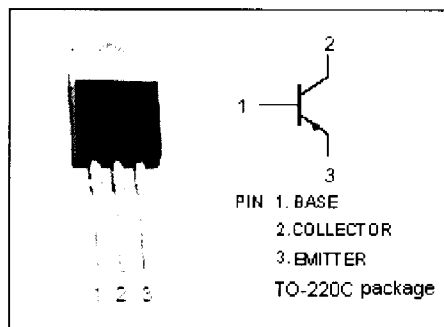 2
1
3
PIN 1. BASE
2. COLLECTOR
3. EMITTER
TO-220C package
1 2 3